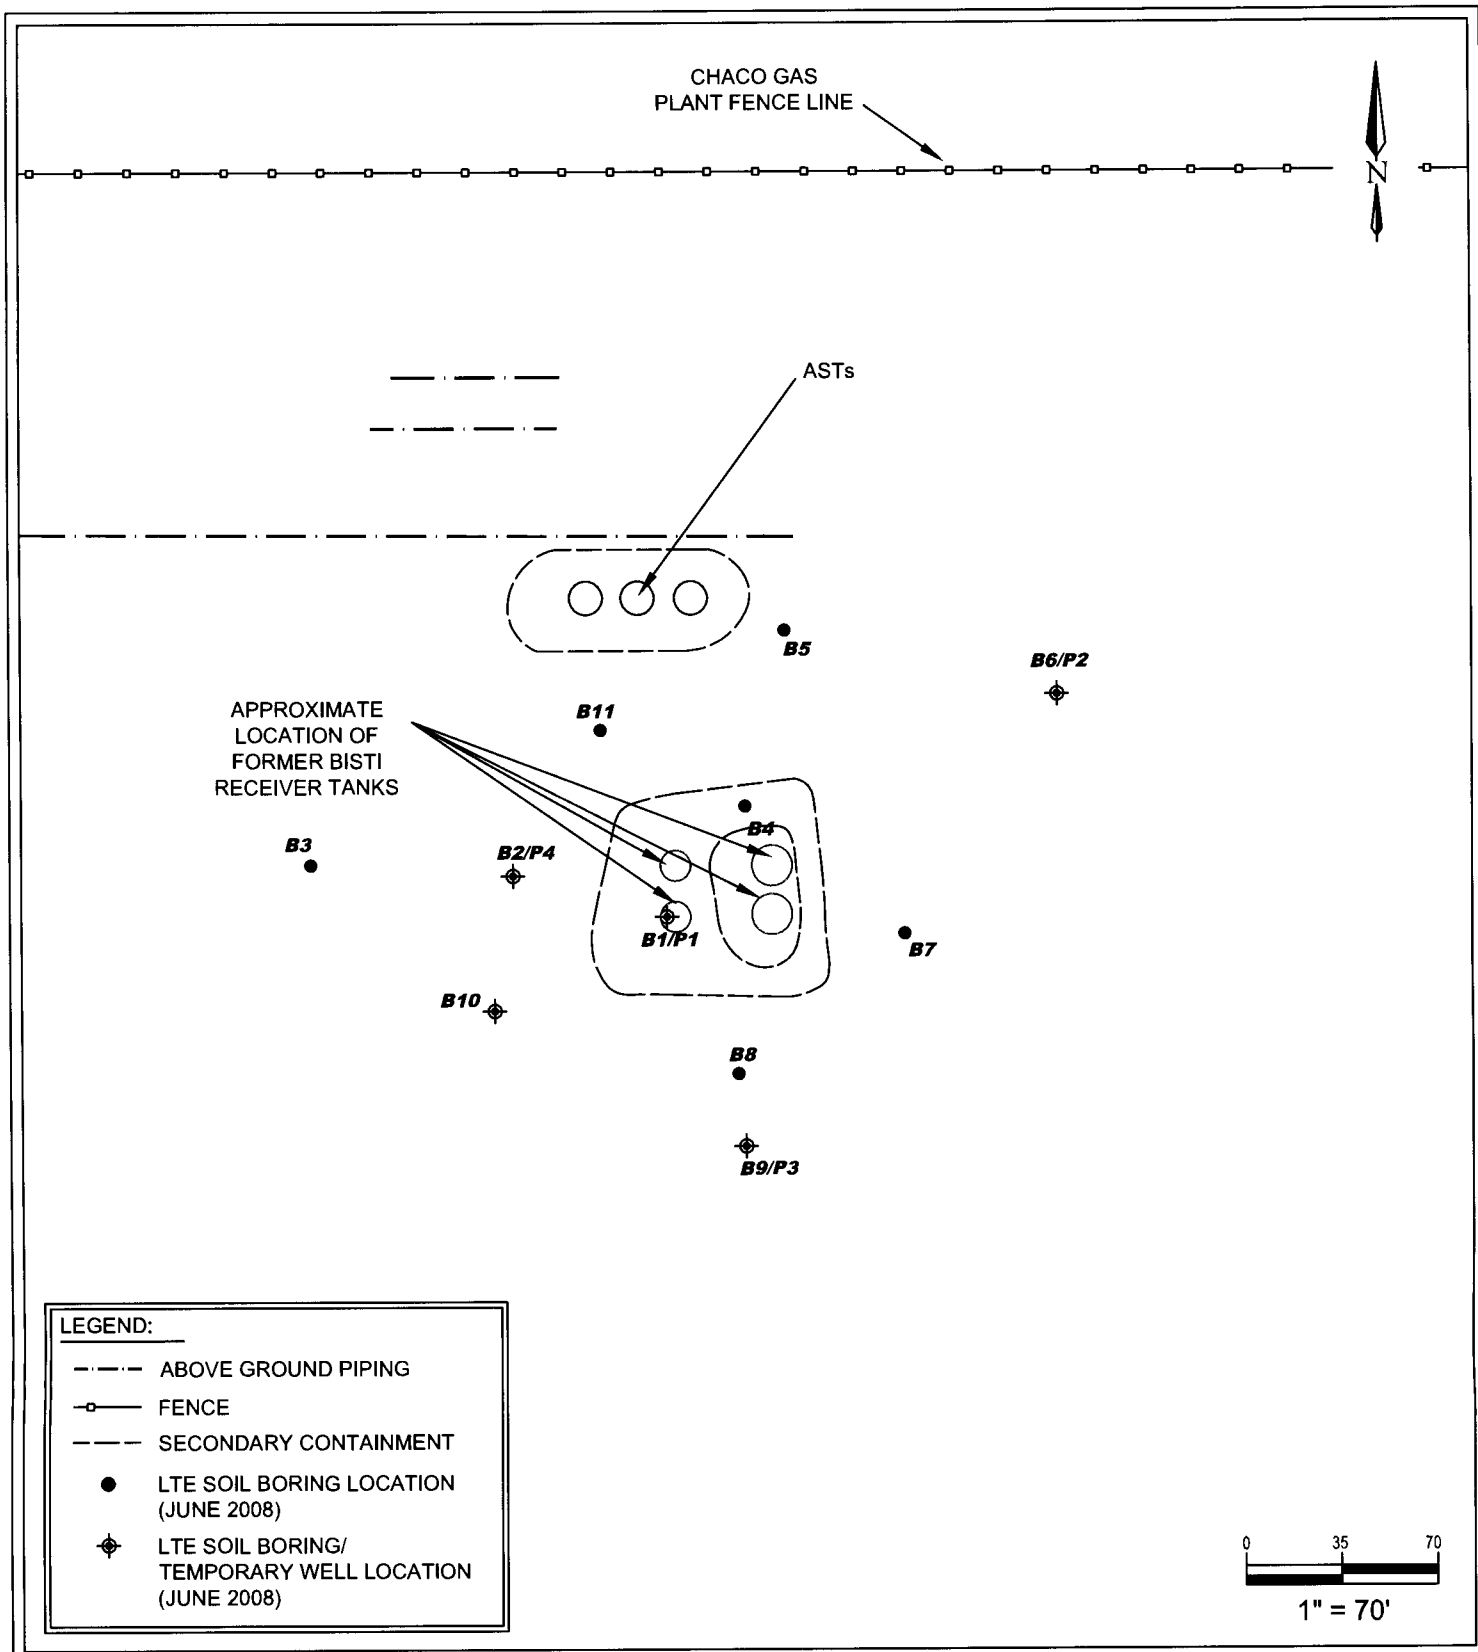 CHACO GAS
PLANT FENCE LINE
N
ASTs
B5
B6/P2
APPROXIMATE
LOCATION OF
FORMER BISTI
RECEIVER TANKS
B11
B4
B3
B2/P4
B1/P1
B7
B10
B8
B9/P3
LEGEND:
ABOVE GROUND PIPING
FENCE
SECONDARY CONTAINMENT
LTE SOIL BORING LOCATION
(JUNE 2008)
LTE SOIL BORING/
TEMPORARY WELL LOCATION
(JUNE 2008)
0 35 70
1" = 70'